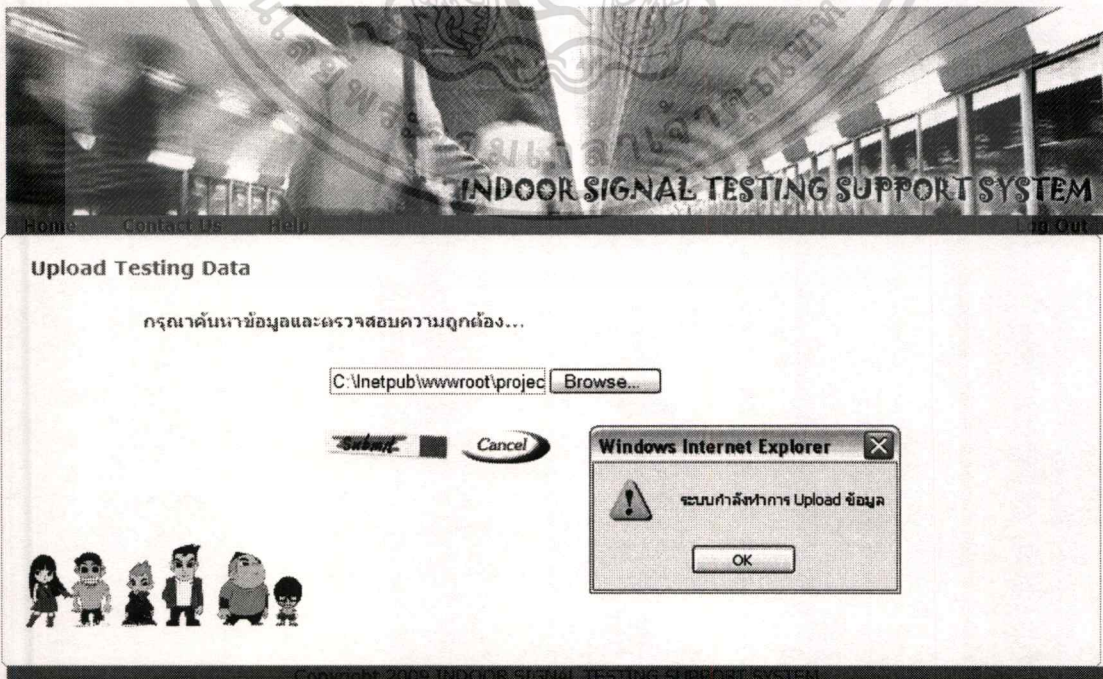 INDOOR SIGNAL TESTING SUPPORT SYSTEM
Home Contact Us Help Log Out
Upload Testing Data
กรุณาค้นหาข้อมูลและตรวจสอบความถูกต้อง...
C:\Inetpub\wwwroot\projec Browse...
Submit Cancel
Windows Internet Explorer
ระบบกำลังทำการ Upload ข้อมูล
OK
Copyright 2009 INDOOR SIGNAL TESTING SUPPORT SYSTEM